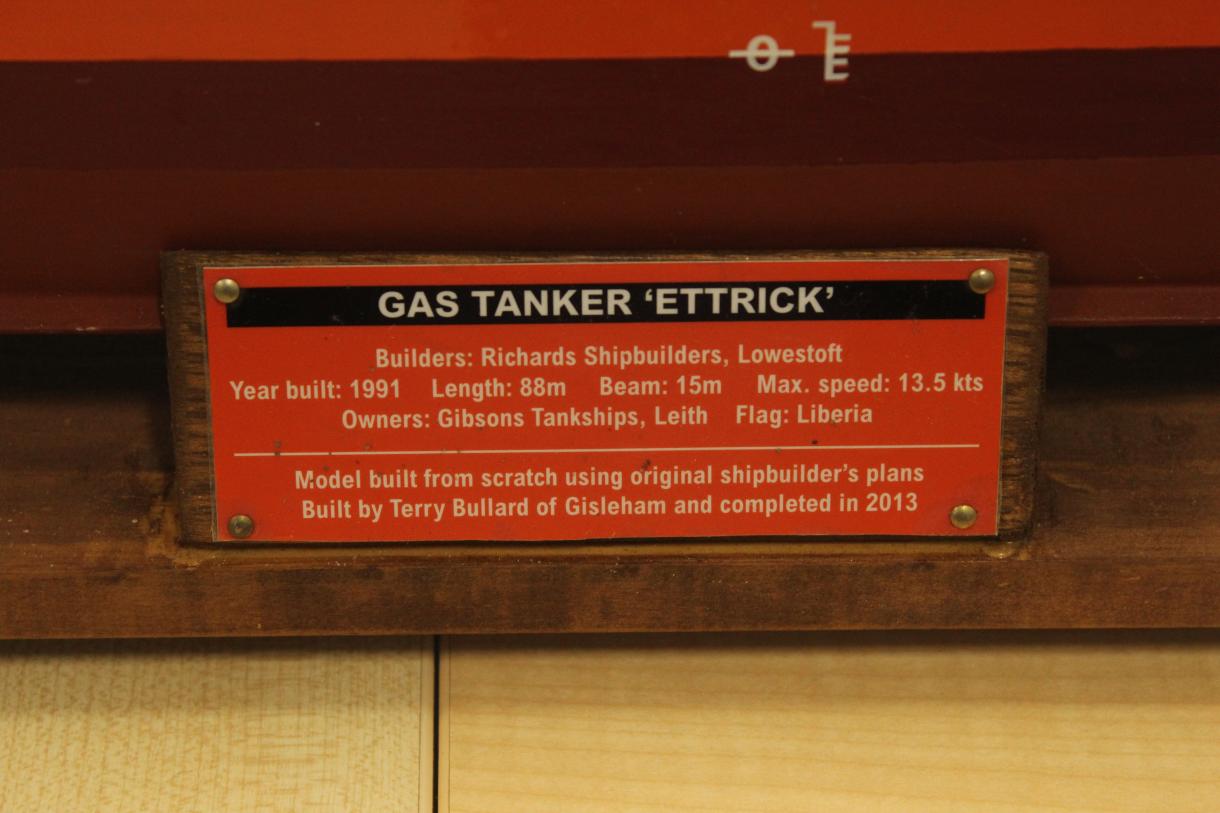 GAS TANKER ‘ETTRICK’
Builders: Richards Shipbuilders, Lowestoft
Year built: 1991 Length: 88m Beam: 15m Max. speed: 13.5 kts
Owners: Gibsons Tankships, Leith Flag: Liberia
Model built from scratch using original shipbuilder’s plans
Built by Terry Bullard of Gisleham and completed in 2013